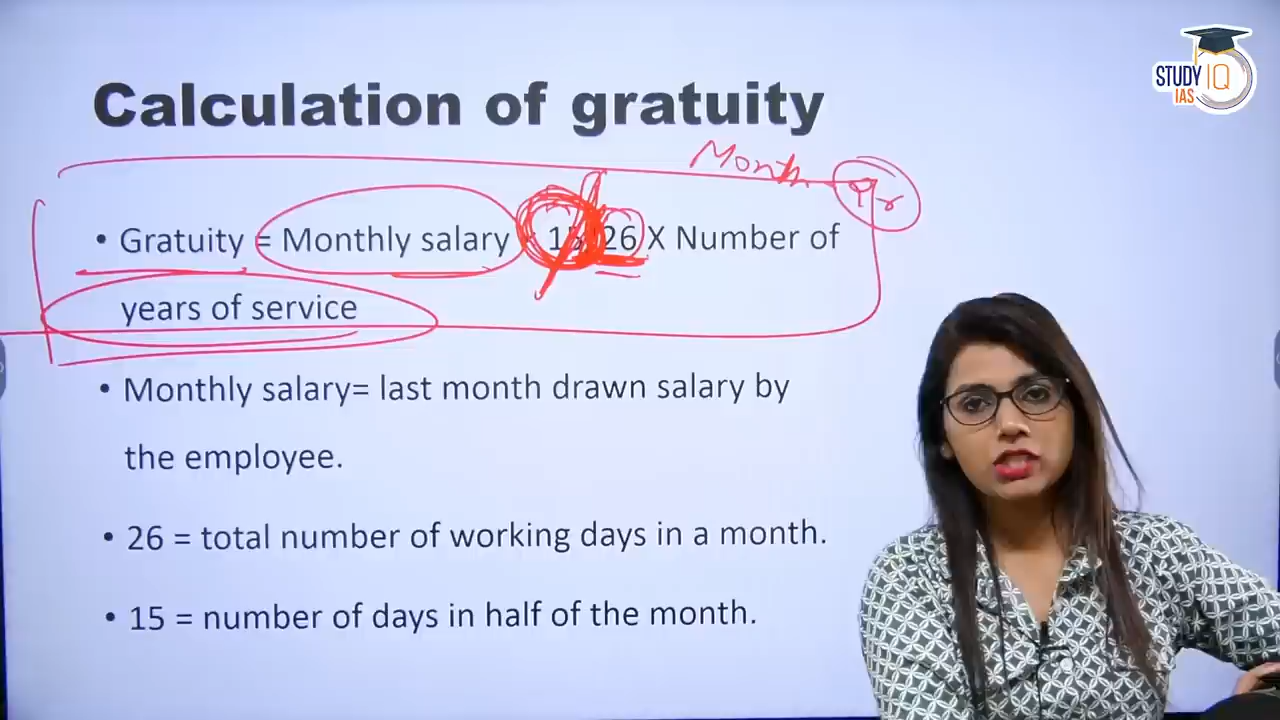 STUDY IQ
IAS
Calculation of gratuity
Month
Yr
• Gratuity = Monthly salary 15 26 X Number of
years of service
• Monthly salary= last month drawn salary by
the employee.
• 26 = total number of working days in a month.
• 15 = number of days in half of the month.